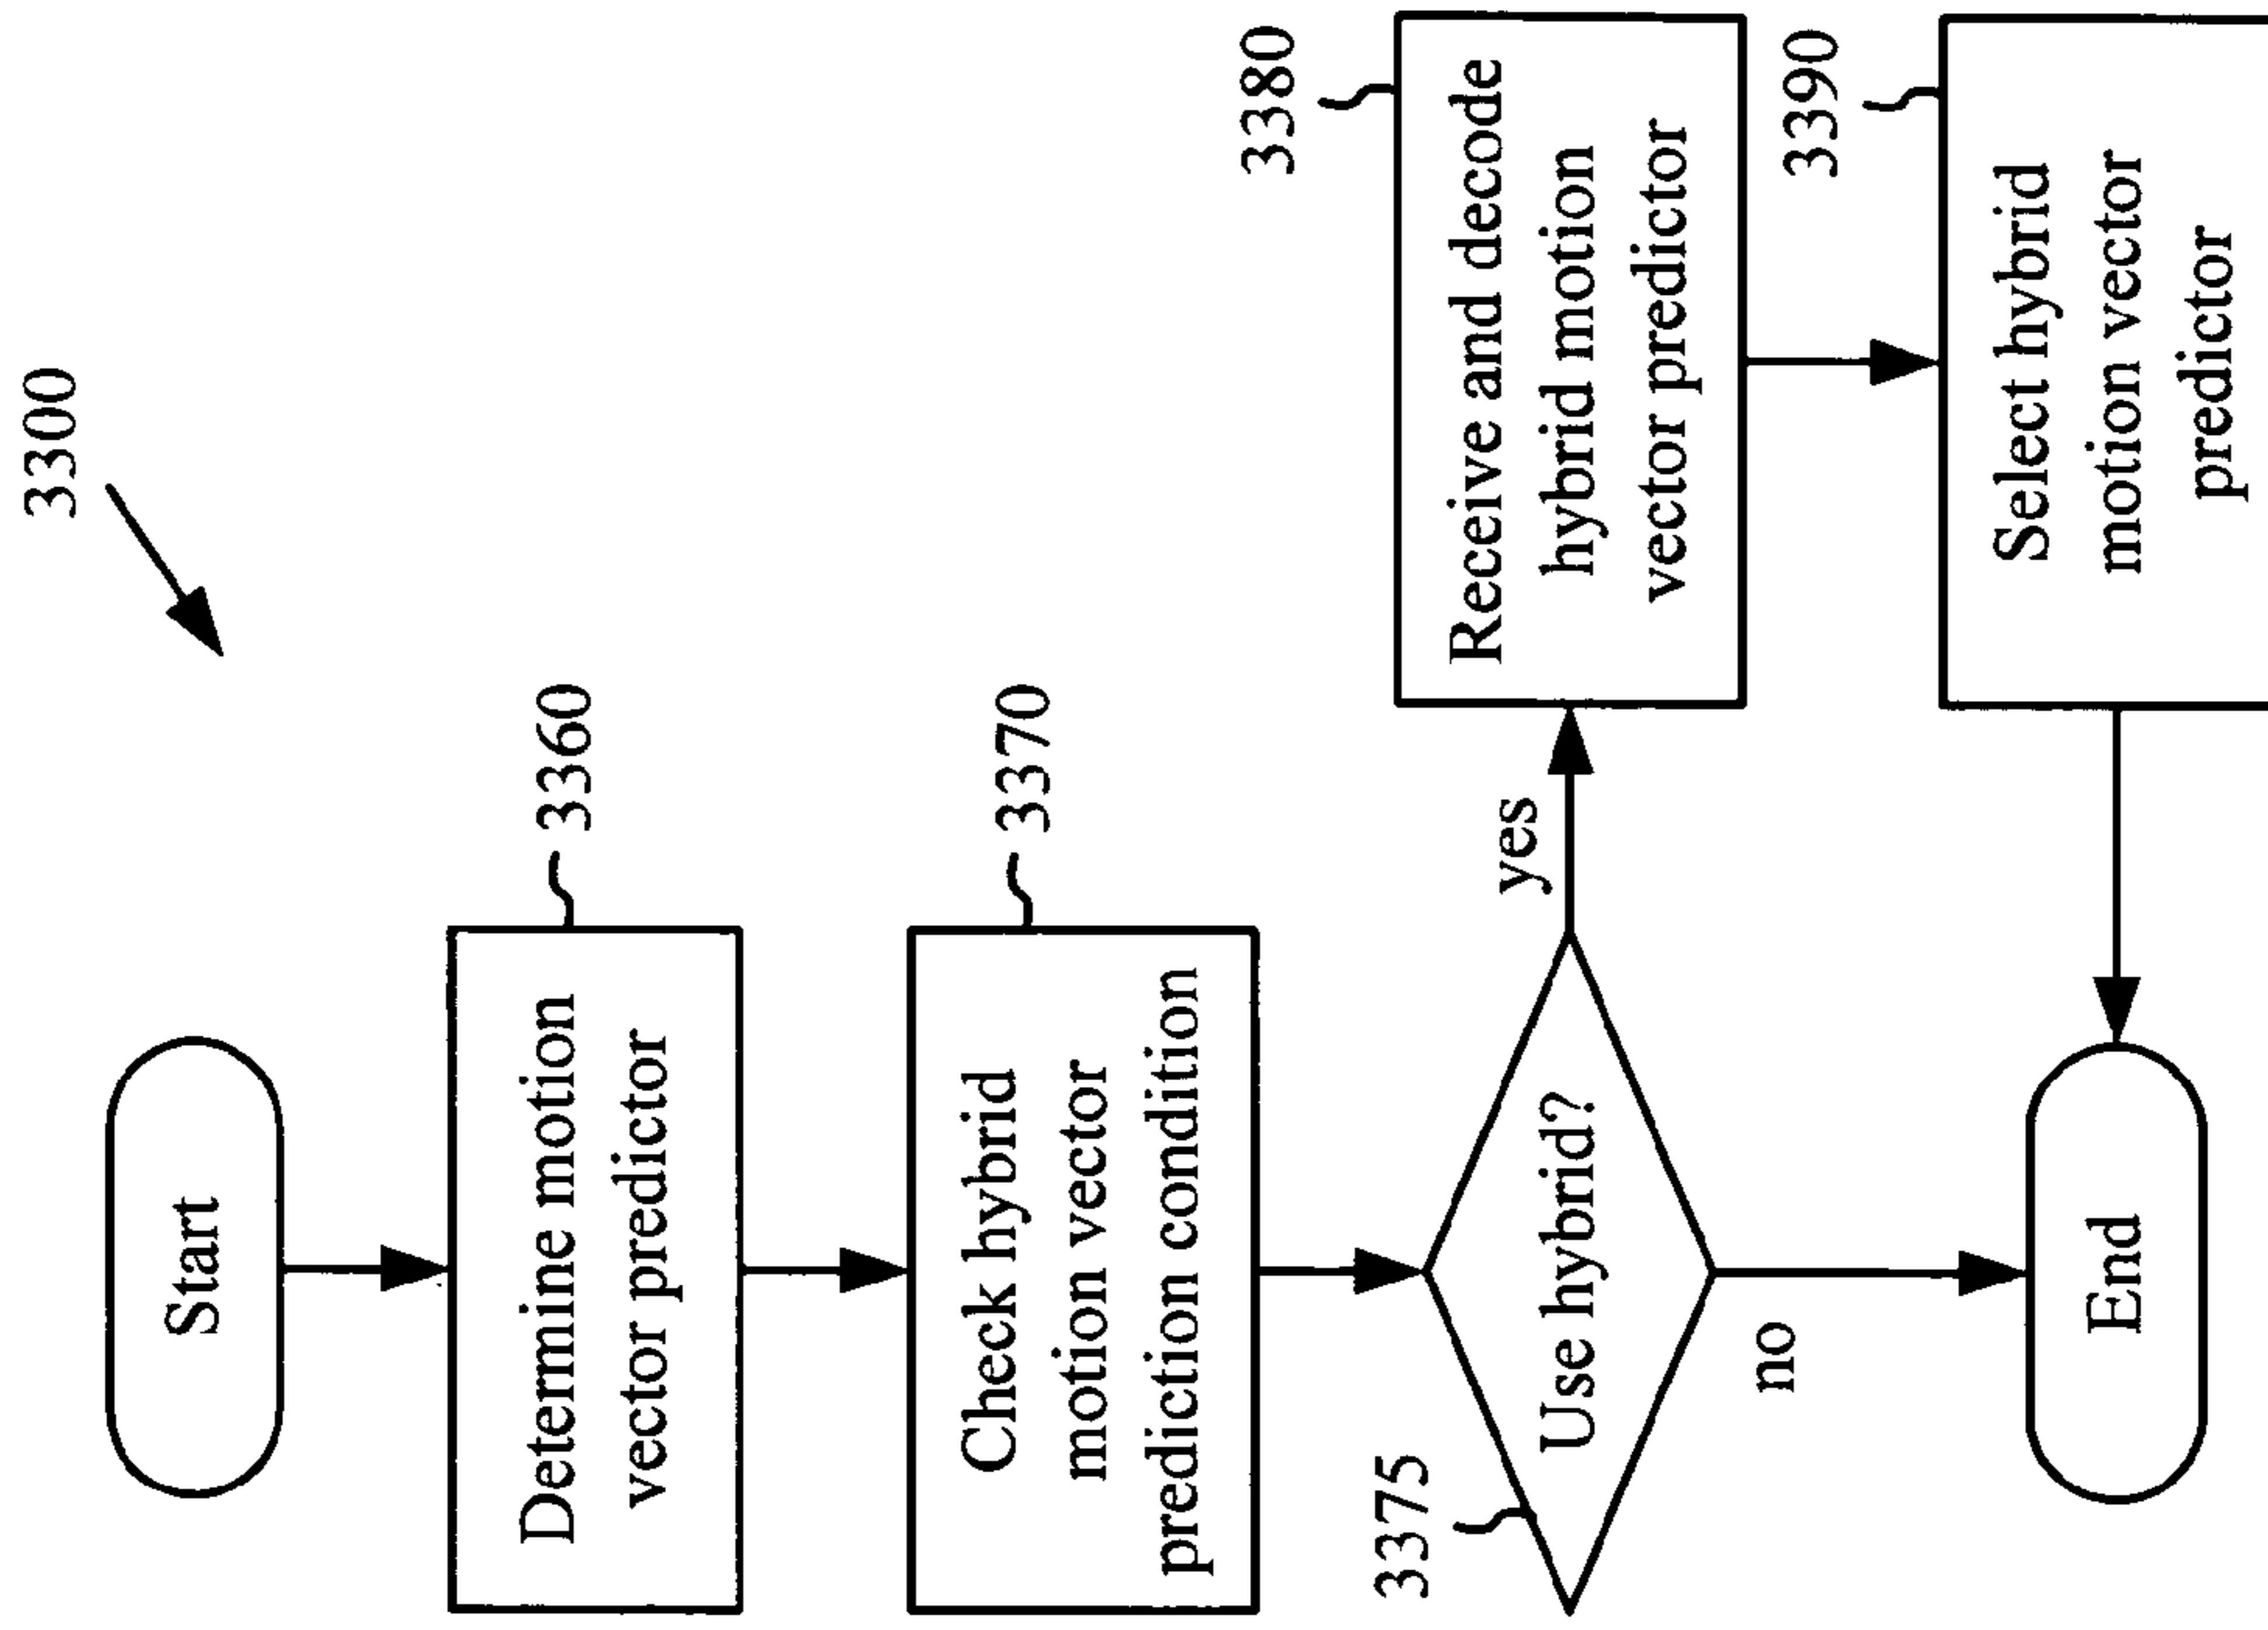 3300
Start
3360
Determine motion
vector predictor
3370
Check hybrid
motion vector
prediction condition
3375
Use hybrid?
yes
no
3380
Receive and decode
hybrid motion
vector predictor
3390
Select hybrid
motion vector
predictor
End